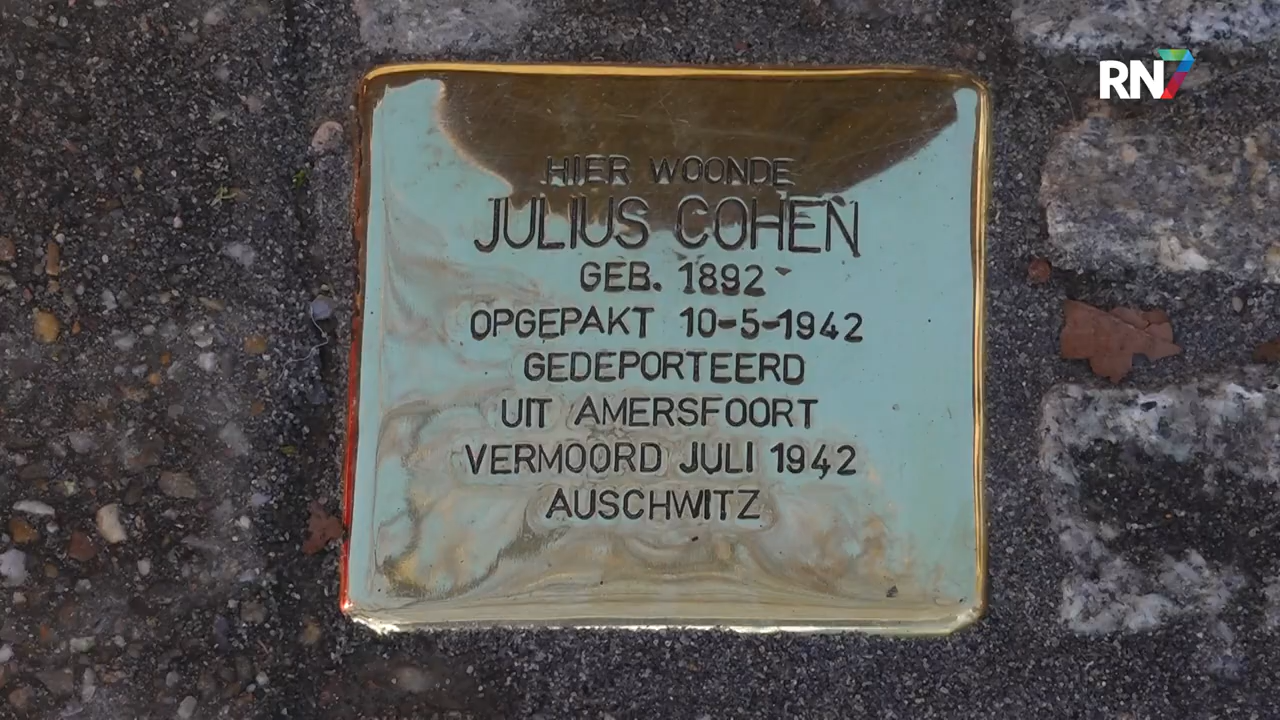 RN7
HIER WOONDE
JULIUS COHEN
GEB. 1892
OPGEPAKT 10-5-1942
GEDEPORTEERD
UIT AMERSFOORT
VERMOORD JULI 1942
AUSCHWITZ